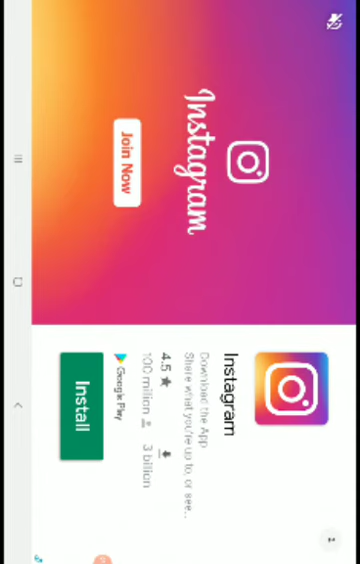 Instagram
Join Now
Instagram
Download the App
Share what you're up to, or see...
4.5 ★
100 million
3 billion
Google Play
Install